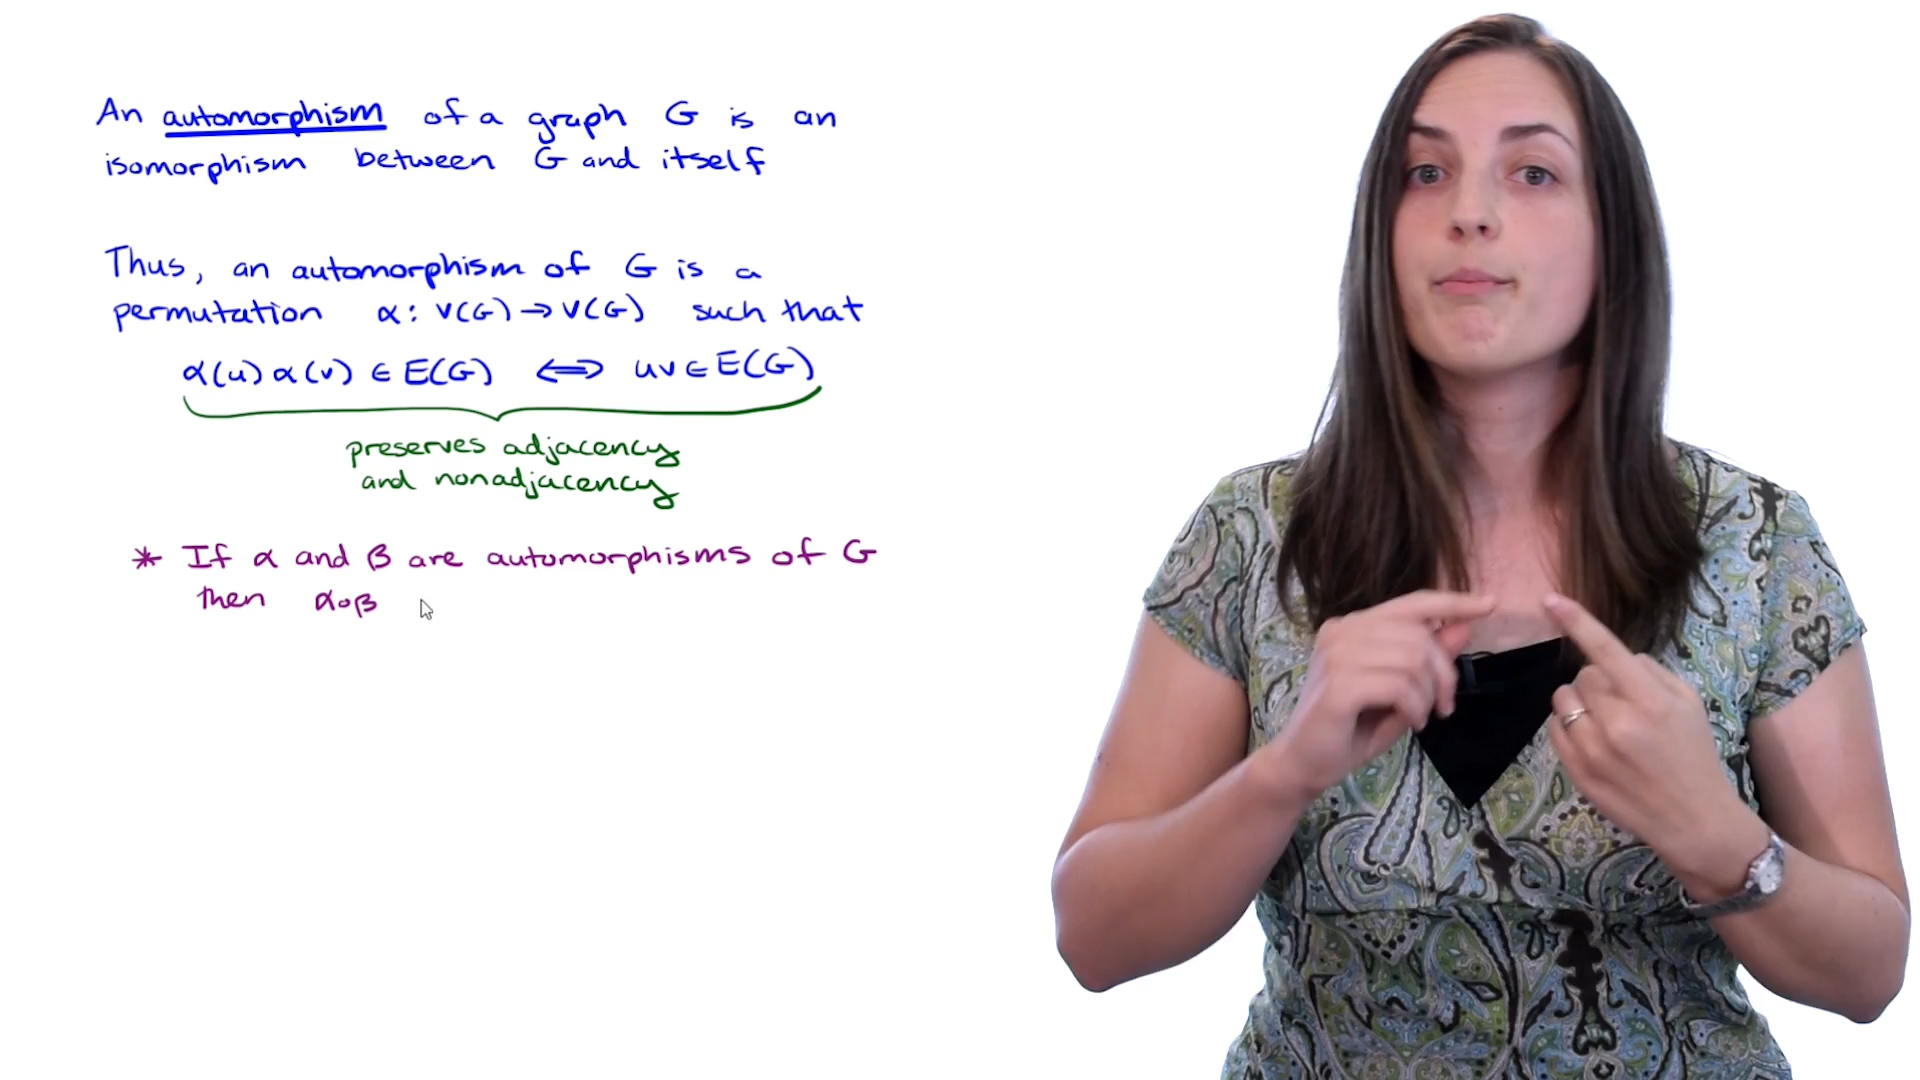 An automorphism of a graph G is an
isomorphism between G and itself
Thus, an automorphism of G is a
permutation α: V(G)→V(G) such that
α(u)α(v) ∈ E(G) ⟺ uv ∈ E(G)
preserves adjacency
and nonadjacency
* If α and β are automorphisms of G
then α∘β